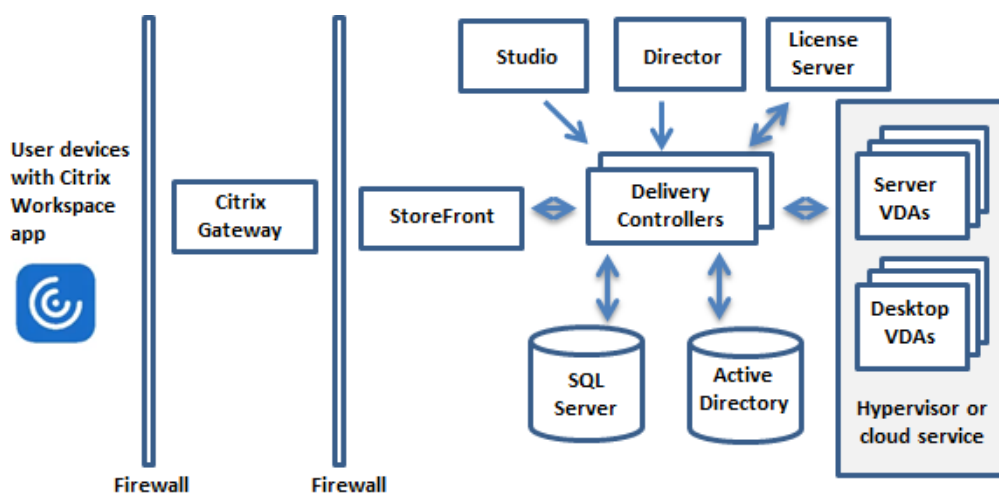 User devices
with Citrix
Workspace
app
Citrix
Gateway
StoreFront
Studio
Director
License
Server
Delivery
Controllers
SQL
Server
Active
Directory
Server
VDAs
Desktop
VDAs
Hypervisor or
cloud service
Firewall
Firewall